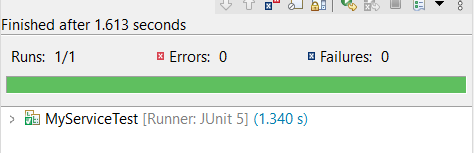 Finished after 1.613 seconds
Runs: 1/1 Errors: 0 Failures: 0
MyServiceTest [Runner: JUnit 5] (1.340 s)